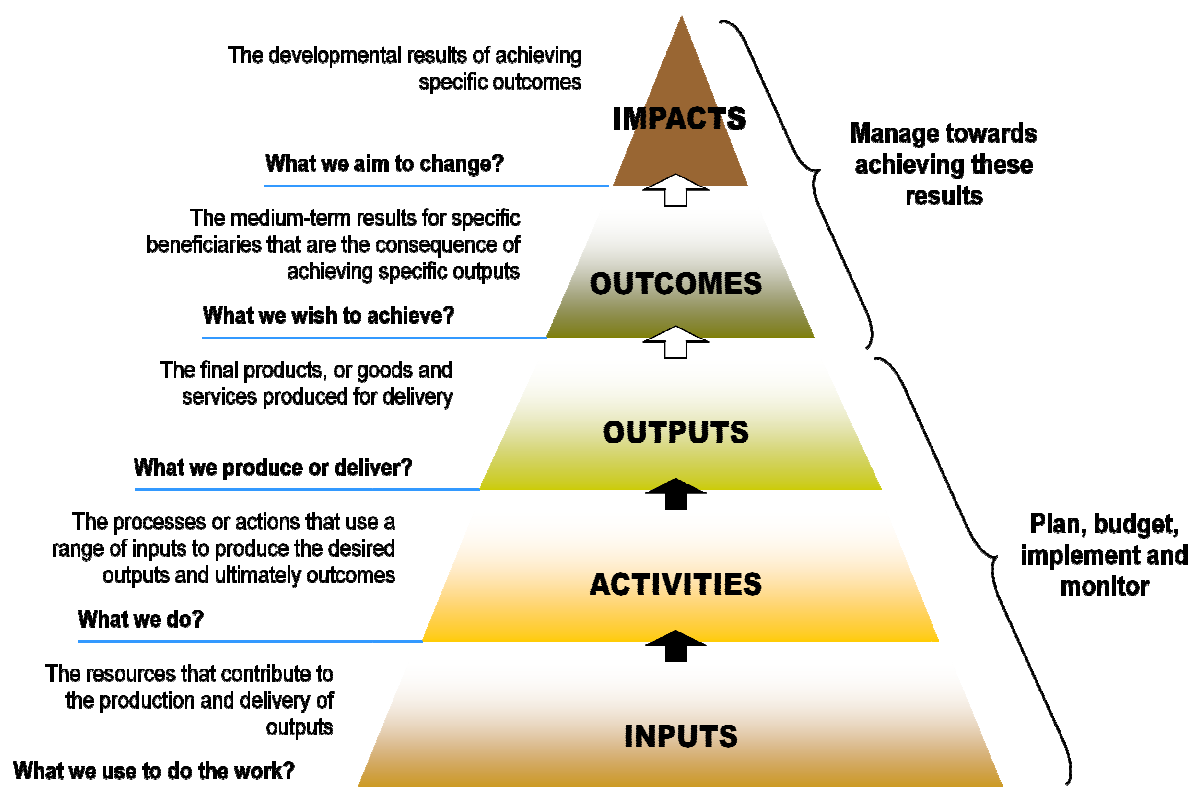 The developmental results of achieving
specific outcomes
IMPACTS
What we aim to change?
Manage towards
achieving these
results
The medium-term results for specific
beneficiaries that are the consequence of
achieving specific outputs
OUTCOMES
What we wish to achieve?
The final products, or goods and
services produced for delivery
OUTPUTS
What we produce or deliver?
The processes or actions that use a
range of inputs to produce the desired
outputs and ultimately outcomes
ACTIVITIES
What we do?
Plan, budget,
implement and
monitor
The resources that contribute to
the production and delivery of
outputs
INPUTS
What we use to do the work?